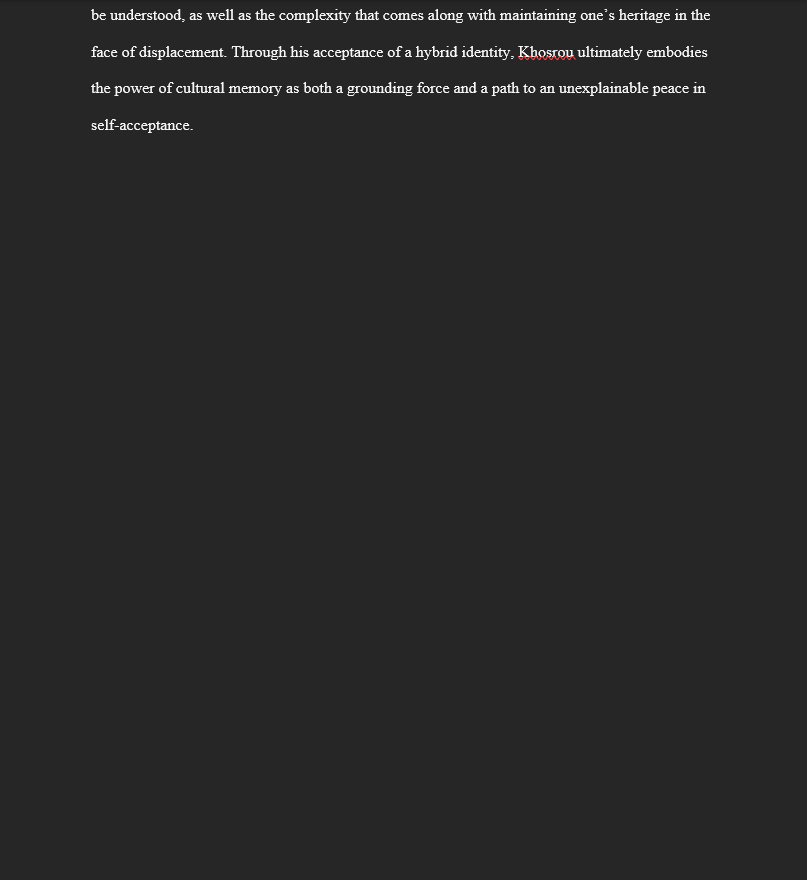 be understood, as well as the complexity that comes along with maintaining one’s heritage in the
face of displacement. Through his acceptance of a hybrid identity, Khosrou ultimately embodies
the power of cultural memory as both a grounding force and a path to an unexplainable peace in
self-acceptance.